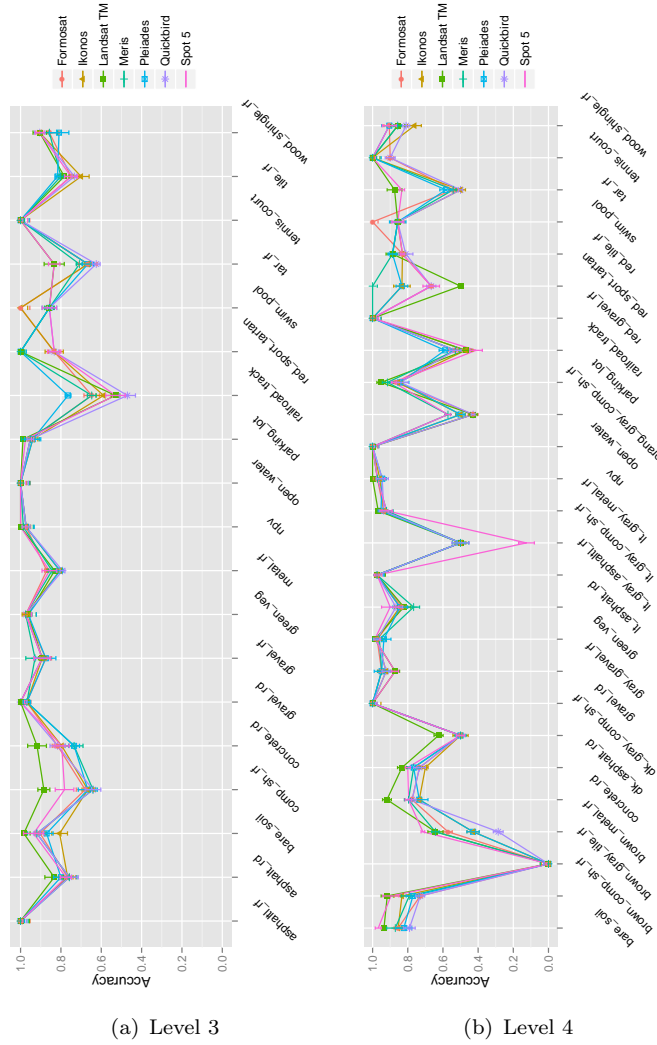 Accuracy
1.0
0.8
0.6
0.4
0.2
0.0
asphalt_rf
asphalt_rd
bare_soil
comp_sh_rf
concrete_rd
gravel_rd
gravel_rf
green_veg
metal_rf
npv
open_water
parking_lot
railroad_track
red_sport_tartan
swim_pool
tar_rf
tennis_court
tile_rf
wood_shingle_rf
Formosat
Ikonos
Landsat TM
Meris
Pleiades
Quickbird
Spot 5
(a) Level 3
Accuracy
1.0
0.8
0.6
0.4
0.2
0.0
bare_soil
brown_comp_sh_rf
brown_gray_tile_rf
brown_metal_rf
concrete_rd
dk_asphalt_rd
dk_gray_comp_sh_rf
gravel_rd
gray_gravel_rf
green_veg
lt_asphalt_rd
lt_gray_asphalt_rf
lt_gray_comp_sh_rf
lt_gray_metal_rf
npv
open_water
orang_gray_comp_sh_rf
parking_lot
railroad_track
red_gravel_rf
red_sport_tartan
red_tile_rf
swim_pool
tar_rf
tennis_court
wood_shingle_rf
Formosat
Ikonos
Landsat TM
Meris
Pleiades
Quickbird
Spot 5
(b) Level 4